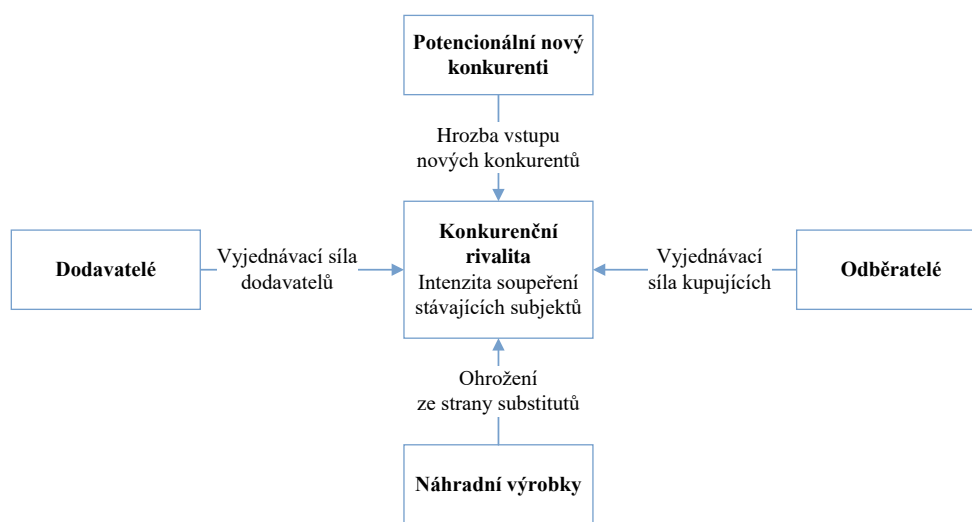 Potencionální nový
konkurenti
Hrozba vstupu
nových konkurentů
Dodavatelé
Vyjednávací síla
dodavatelů
Konkurenční
rivalita
Intenzita soupeření
stávajících subjektů
Vyjednávací
síla kupujících
Odběratelé
Ohrožení
ze strany substitutů
Náhradní výrobky